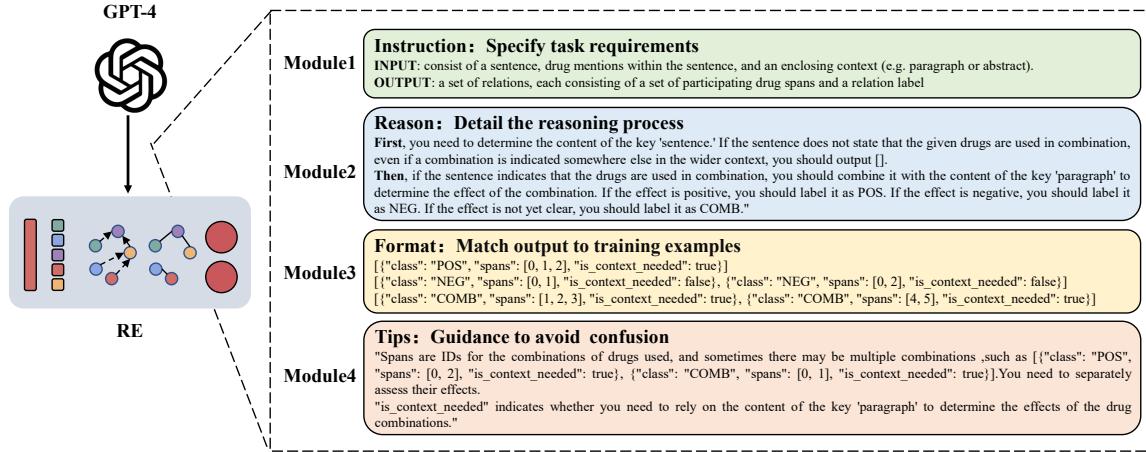 GPT-4
RE
Module1
Instruction：Specify task requirements
INPUT: consist of a sentence, drug mentions within the sentence, and an enclosing context (e.g. paragraph or abstract).
OUTPUT: a set of relations, each consisting of a set of participating drug spans and a relation label
Module2
Reason：Detail the reasoning process
First, you need to determine the content of the key 'sentence.' If the sentence does not state that the given drugs are used in combination,
even if a combination is indicated somewhere else in the wider context, you should output [].
Then, if the sentence indicates that the drugs are used in combination, you should combine it with the content of the key 'paragraph' to
determine the effect of the combination. If the effect is positive, you should label it as POS. If the effect is negative, you should label it
as NEG. If the effect is not yet clear, you should label it as COMB."
Module3
Format：Match output to training examples
[{"class": "POS", "spans": [0, 1, 2], "is_context_needed": true}]
[{"class": "NEG", "spans": [0, 1], "is_context_needed": false}, {"class": "NEG", "spans": [0, 2], "is_context_needed": false}]
[{"class": "COMB", "spans": [1, 2, 3], "is_context_needed": true}, {"class": "COMB", "spans": [4, 5], "is_context_needed": true}]
Module4
Tips：Guidance to avoid confusion
"Spans are IDs for the combinations of drugs used, and sometimes there may be multiple combinations ,such as [{"class": "POS",
"spans": [0, 2], "is_context_needed": true}, {"class": "COMB", "spans": [0, 1], "is_context_needed": true}].You need to separately
assess their effects.
"is_context_needed" indicates whether you need to rely on the content of the key 'paragraph' to determine the effects of the drug
combinations."